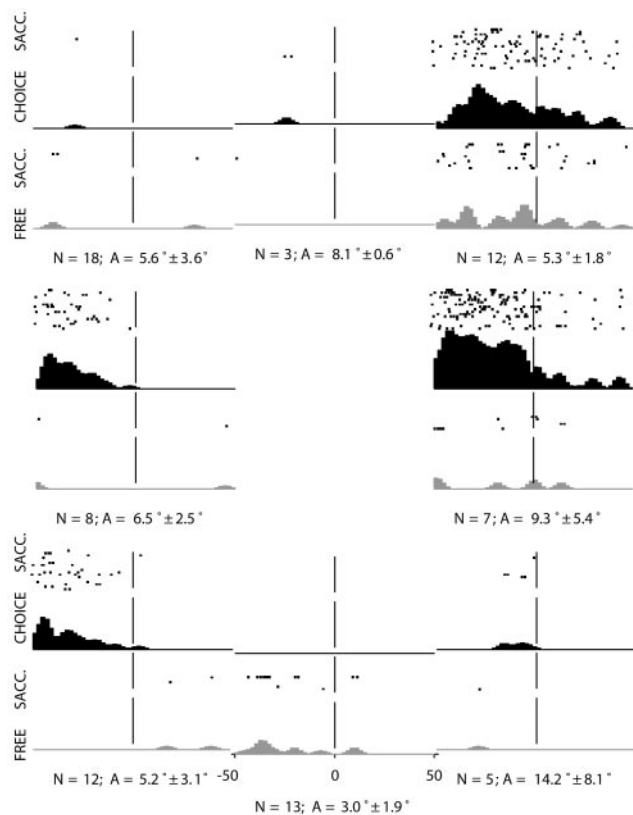 CHOICE SACC.
FREE SACC.
N = 18; A = 5.6°±3.6°
N = 3; A = 8.1°±0.6°
N = 12; A = 5.3°±1.8°
N = 8; A = 6.5°±2.5°
N = 7; A = 9.3°±5.4°
CHOICE SACC.
FREE SACC.
N = 12; A = 5.2°±3.1°
-50 0 50
N = 5; A = 14.2°±8.1°
N = 13; A = 3.0°±1.9°